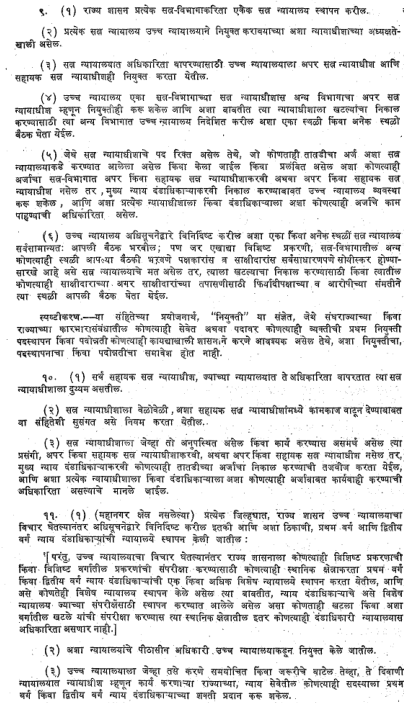 ९. (१) राज्य शासन प्रत्येक सत्र-विभागाकरिता एकेक सत्र न्यायालय स्थापन करील.
(२) प्रत्येक सत्र न्यायालय उच्च न्यायालयाने नियुक्त करावयाच्या अशा न्यायाधीशाच्या अध्यक्षते-
खाली असेल.
(३) सत्र न्यायालयात अधिकारिता वापरण्यासाठी उच्च न्यायालयाला अपर सत्र न्यायाधीश आणि
सहायक सत्र न्यायाधीशही नियुक्त करता येतील.
(४) उच्च न्यायालय एका सत्र-विभागाच्या सत्र न्यायाधीशास अन्य विभागाचा अपर सत्र
न्यायाधीश म्हणून नियुक्तही करू शकेल आणि अशा बाबतीत त्या न्यायाधीशाला खटल्यांचा निकाल
करण्यासाठी त्या अन्य विभागात उच्च न्यायालय निदेशित करील अशा एका स्थळी किंवा अनेक स्थळी
बैठक घेता येईल.
(५) जेथे सत्र न्यायाधीशाचे पद रिक्त असेल तेथे, जो कोणताही तातडीचा अर्ज अशा सत्र
न्यायालयाकडे करण्यात आलेला असेल किंवा केला जाईल किंवा प्रलंबित असेल अशा कोणत्याही
अर्जाचा सत्र-विभागात अपर किंवा सहायक सत्र न्यायाधीशाकरवी अथवा अपर किंवा सहायक सत्र
न्यायाधीश नसेल तर, मुख्य न्याय दंडाधिकाऱ्याकरवी निकाल करण्याबाबत उच्च न्यायालय व्यवस्था
करू शकेल, आणि अशा प्रत्येक न्यायाधीशाला किंवा दंडाधिकाऱ्याला अशा कोणत्याही अर्जाचे काम
पाहण्याची अधिकारिता असेल.
(६) उच्च न्यायालय अधिसूचनेद्वारे विनिर्दिष्ट करील अशा एका किंवा अनेक स्थळी सत्र न्यायालय
सर्वसामान्यतः आपली बैठक भरवील; पण जर एखाद्या विशिष्ट प्रकरणी, सत्र-विभागातील अन्य
कोणत्याही स्थळी आपल्या बैठकी भरवणे पक्षकारांस व साक्षीदारांस सर्वसाधारणपणे सोयीस्कर होण्या-
सारखे आहे असे सत्र न्यायालयाचे मत असेल तर, त्याला खटल्याचा निकाल करण्यासाठी किंवा त्यातील
कोणत्याही साक्षीदाराच्या अगर साक्षीदारांच्या तपासणीसाठी फिर्यादीपक्षाच्या व आरोपीच्या संमतीने
त्या स्थळी आपली बैठक घेता येईल.
स्पष्टीकरण.—या संहितेच्या प्रयोजनार्थ, "नियुक्ती" या संज्ञेत, जेथे संघराज्याच्या किंवा
राज्याच्या कारभारासंबंधातील कोणत्याही सेवेत अथवा पदावर कोणत्याही व्यक्तीची प्रथम नियुक्ती
पदस्थापना किंवा पदोन्नती कोणत्याही कायद्याखाली शासनाने करणे आवश्यक असेल तेथे, अशा नियुक्तीचा,
पदस्थापनाचा किंवा पदोन्नतीचा समावेश होत नाही.
१०. (१) सर्व सहायक सत्र न्यायाधीश, ज्याच्या न्यायालयात ते अधिकारिता वापरतात त्या सत्र
न्यायाधीशाला दुय्यम असतील.
(२) सत्र न्यायाधीशाला वेळोवेळी, अशा सहायक सत्र न्यायाधीशांमध्ये कामकाज वाटून देण्याबाबत
या संहितेशी सुसंगत असे नियम करता येतील.
(३) सत्र न्यायाधीशाला जेव्हा तो अनुपस्थित असेल किंवा कार्य करण्यास असमर्थ असेल त्या
प्रसंगी, अपर किंवा सहायक सत्र न्यायाधीशाकरवी, अथवा अपर किंवा सहायक सत्र न्यायाधीश नसेल तर,
मुख्य न्याय दंडाधिकाऱ्याकरवी कोणत्याही तातडीच्या अर्जाचा निकाल करण्याची तजवीज करता येईल,
आणि अशा प्रत्येक न्यायाधीशाला किंवा दंडाधिकाऱ्याला अशा कोणत्याही अर्जाबाबत कार्यवाही करण्याची
अधिकारिता असल्याचे मानले जाईल.
११. (१) (महानगर क्षेत्र नसलेल्या) प्रत्येक जिल्ह्यात, राज्य शासन उच्च न्यायालयाचा
विचार घेतल्यानंतर अधिसूचनेद्वारे विनिर्दिष्ट करील इतकी आणि अशा ठिकाणी, प्रथम वर्ग आणि द्वितीय
वर्ग न्याय दंडाधिकाऱ्यांची न्यायालये स्थापन केली जातील :
[परंतु, उच्च न्यायालयाचा विचार घेतल्यानंतर राज्य शासनाला कोणत्याही विशिष्ट प्रकरणाची
किंवा विशिष्ट वर्गातील प्रकरणांची संपरीक्षा करण्यासाठी कोणत्याही स्थानिक क्षेत्राकरता प्रथम वर्ग
किंवा द्वितीय वर्ग न्याय दंडाधिकाऱ्यांची एक किंवा अधिक विशेष न्यायालये स्थापन करता येतील, आणि
असे कोणतेही विशेष न्यायालय स्थापन केले असेल त्या बाबतीत, न्याय दंडाधिकाऱ्याचे असे विशेष
न्यायालय ज्याच्या संपरीक्षेसाठी स्थापन करण्यात आलेले असेल असा कोणताही खटला किंवा अशा
वर्गातील खटले यांची संपरीक्षा करण्यास त्या स्थानिक क्षेत्रातील इतर कोणत्याही दंडाधिकारी न्यायालयास
अधिकारिता असणार नाही.]
(२) अशा न्यायालयांचे पीठासीन अधिकारी उच्च न्यायालयाकडून नियुक्त केले जातील.
(३) उच्च न्यायालयाला जेव्हा तसे करणे समयोचित किंवा जरूरीचे वाटेल तेव्हा, ते दिवाणी
न्यायालयात न्यायाधीश म्हणून कार्य करणाऱ्या राज्याच्या, न्याय सेवेतील कोणत्याही सदस्याला प्रथम
वर्ग किंवा द्वितीय वर्ग न्याय दंडाधिकाऱ्याच्या शक्ती प्रदान करू शकेल.